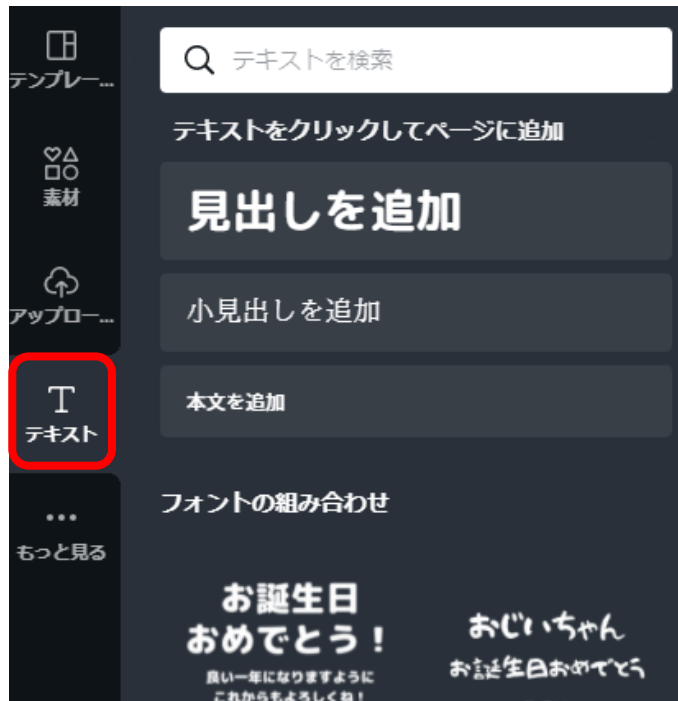 テンプレー...
素材
アップロー...
テキスト
もっと見る
テキストを検索
テキストをクリックしてページに追加
見出しを追加
小見出しを追加
本文を追加
フォントの組み合わせ
お誕生日
おめでとう！
良い一年になりますように
これからもよろしくね！
おじいちゃん
お誕生日おめでとう